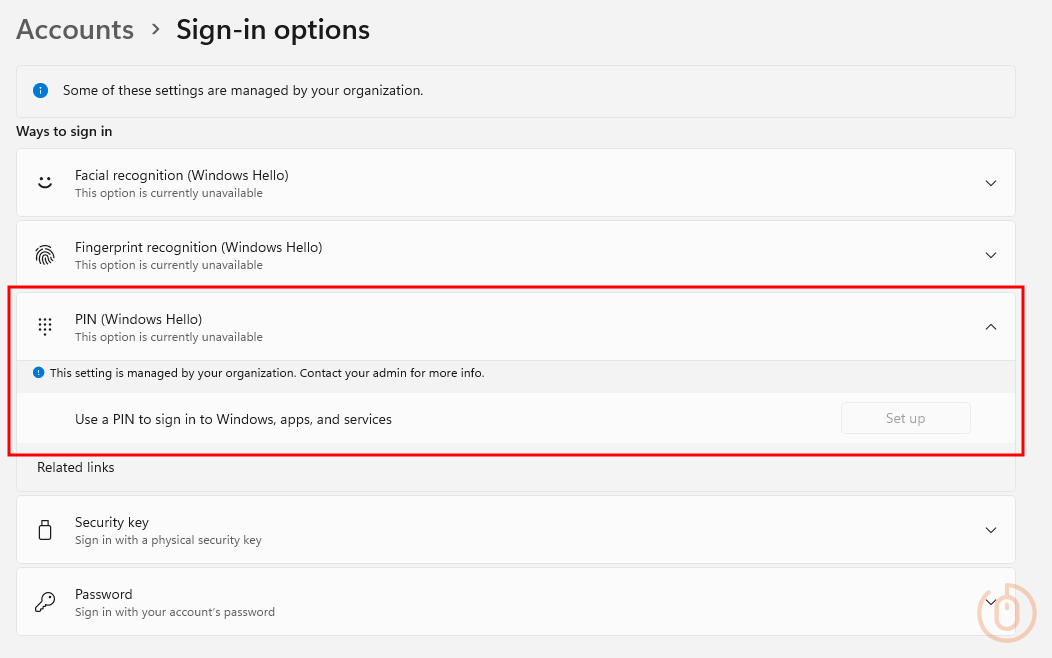 Accounts > Sign-in options
Some of these settings are managed by your organization.
Ways to sign in
Facial recognition (Windows Hello)
This option is currently unavailable
Fingerprint recognition (Windows Hello)
This option is currently unavailable
PIN (Windows Hello)
This option is currently unavailable
This setting is managed by your organization. Contact your admin for more info.
Use a PIN to sign in to Windows, apps, and services
Set up
Related links
Security key
Sign in with a physical security key
Password
Sign in with your account's password